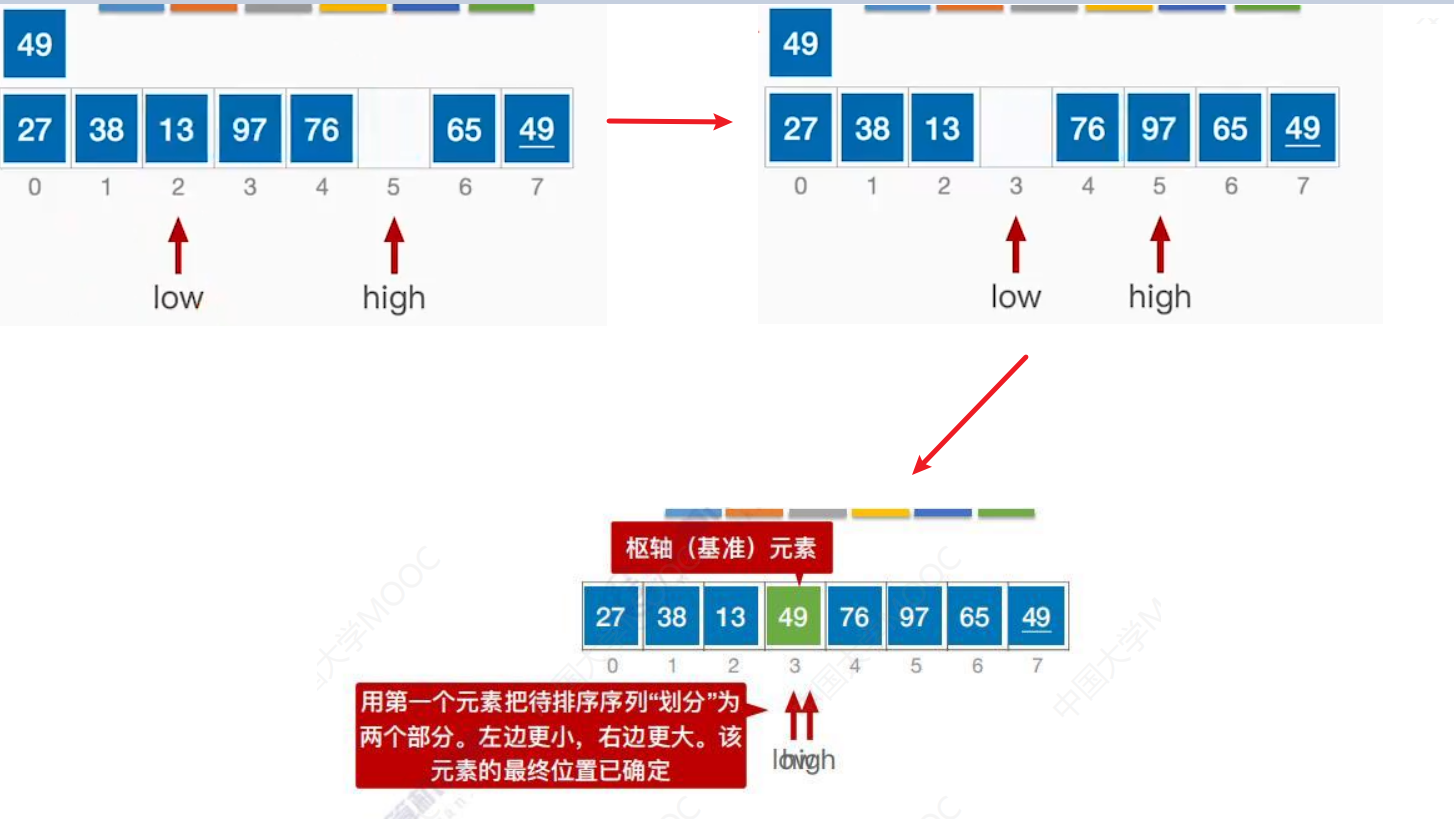 49
27 38 13 97 76 65 49
0 1 2 3 4 5 6 7
low high
49
27 38 13 76 97 65 49
0 1 2 3 4 5 6 7
low high
枢轴（基准）元素
27 38 13 49 76 97 65 49
0 1 2 3 4 5 6 7
用第一个元素把待排序序列“划分”为
两个部分。左边更小，右边更大。该
元素的最终位置已确定
low high
中国大学MOOC